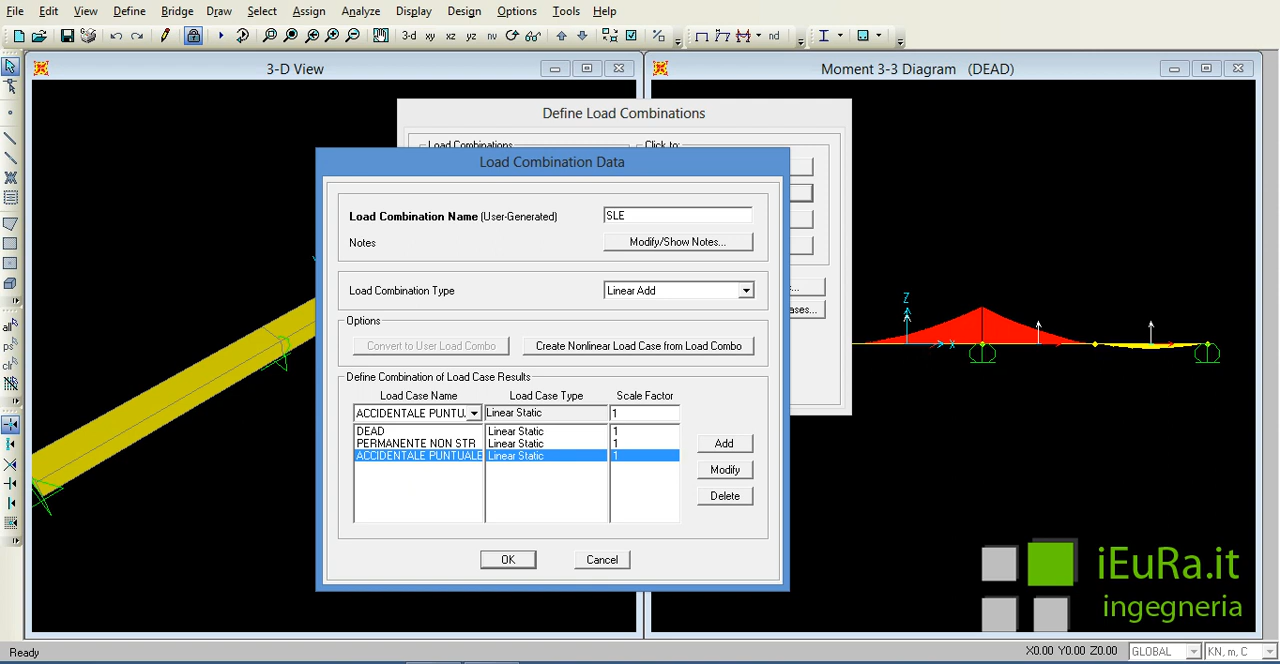 File Edit View Define Bridge Draw Select Assign Analyze Display Design Options Tools Help
3-d xy xz yz nv nd
3-D View
Moment 3-3 Diagram (DEAD)
all
ps
clr
Define Load Combinations
Load Combinations
Click to:
Load Combination Data
Load Combination Name (User-Generated)
SLE
Notes
Modify/Show Notes...
Load Combination Type
Linear Add
Options
Convert to User Load Combo
Create Nonlinear Load Case from Load Combo
Define Combination of Load Case Results
Load Case Name Load Case Type Scale Factor
ACCIDENTALE PUNTU. Linear Static 1
DEAD Linear Static 1
PERMANENTE NON STR Linear Static 1
ACCIDENTALE PUNTUALE Linear Static 1
Add
Modify
Delete
OK
Cancel
...
ases...
Z
X
iEuRa.it
ingegneria
Ready
X0.00 Y0.00 Z0.00
GLOBAL
KN, m, C